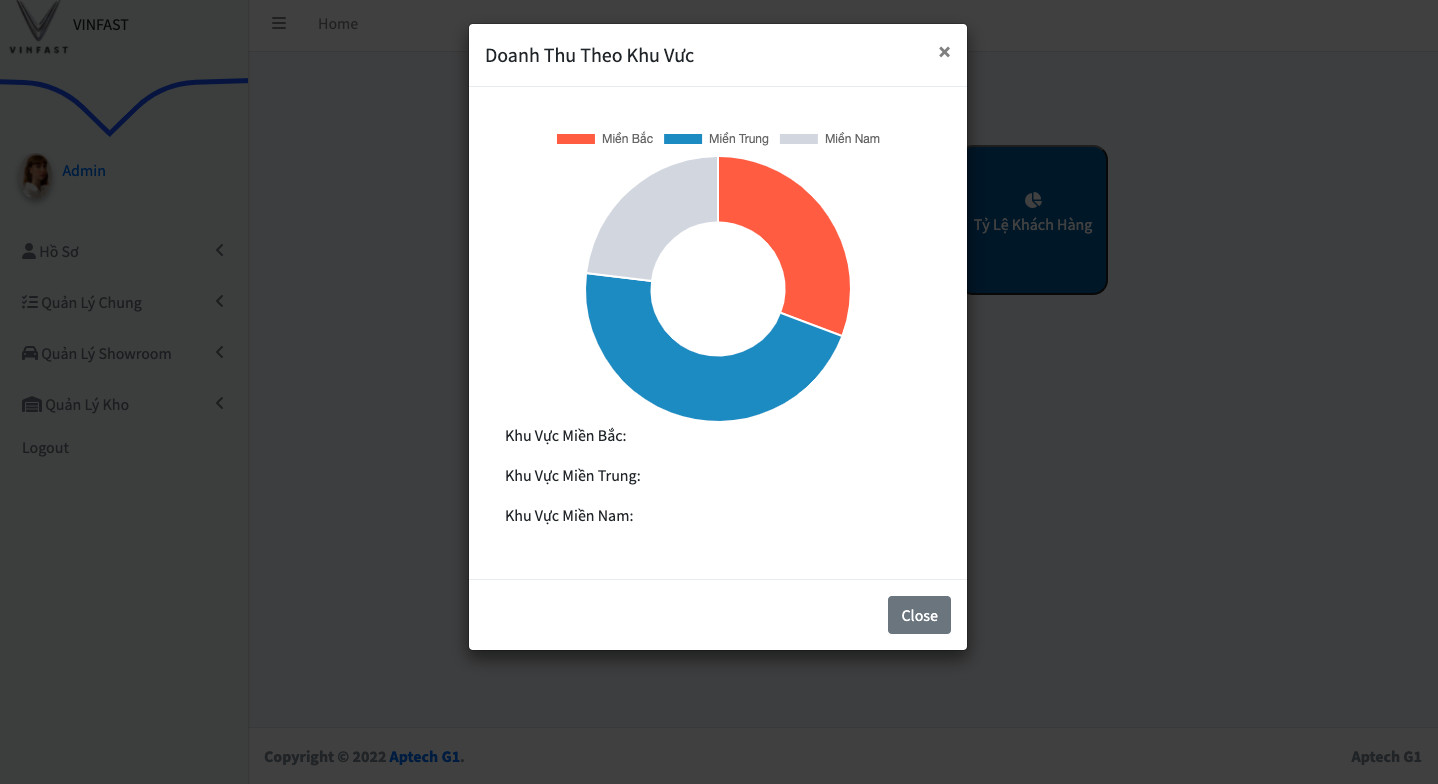 VINFAST
VINFAST
Admin
Hồ Sơ
Quản Lý Chung
Quản Lý Showroom
Quản Lý Kho
Logout
Home
Doanh Thu Theo Khu Vực
×
Miền Bắc Miền Trung Miền Nam
Khu Vực Miền Bắc:
Khu Vực Miền Trung:
Khu Vực Miền Nam:
Close
Tỷ Lệ Khách Hàng
Copyright © 2022 Aptech G1.
Aptech G1